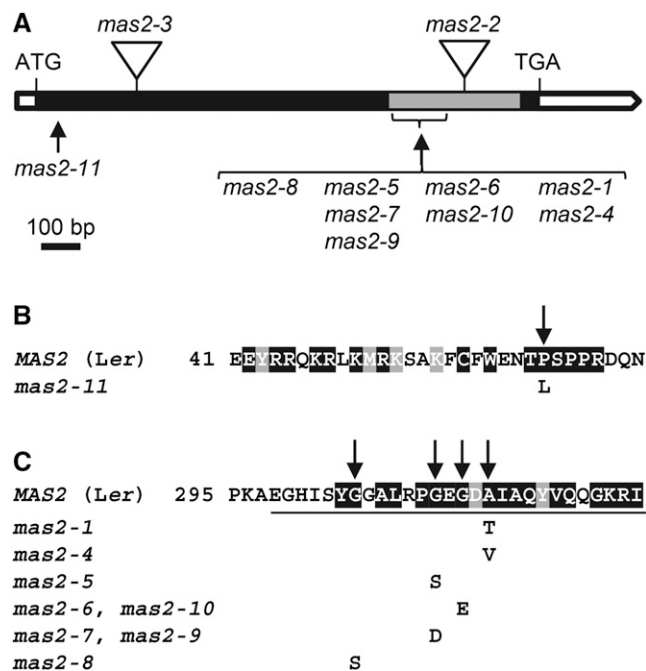 A
mas2-3 mas2-2
ATG TGA
mas2-11
mas2-8 mas2-5 mas2-6 mas2-1
mas2-7 mas2-10 mas2-4
mas2-9
100 bp
B
MAS2 (Ler) 41 EEYRRQKRLKMRKSAKFCFWENTPSPPRDQN
mas2-11 L
C
MAS2 (Ler) 295 PKAEGHISYGGALRPGEGDAIAQYVQQGKRI
mas2-1 T
mas2-4 V
mas2-5 S
mas2-6, mas2-10 E
mas2-7, mas2-9 D
mas2-8 S